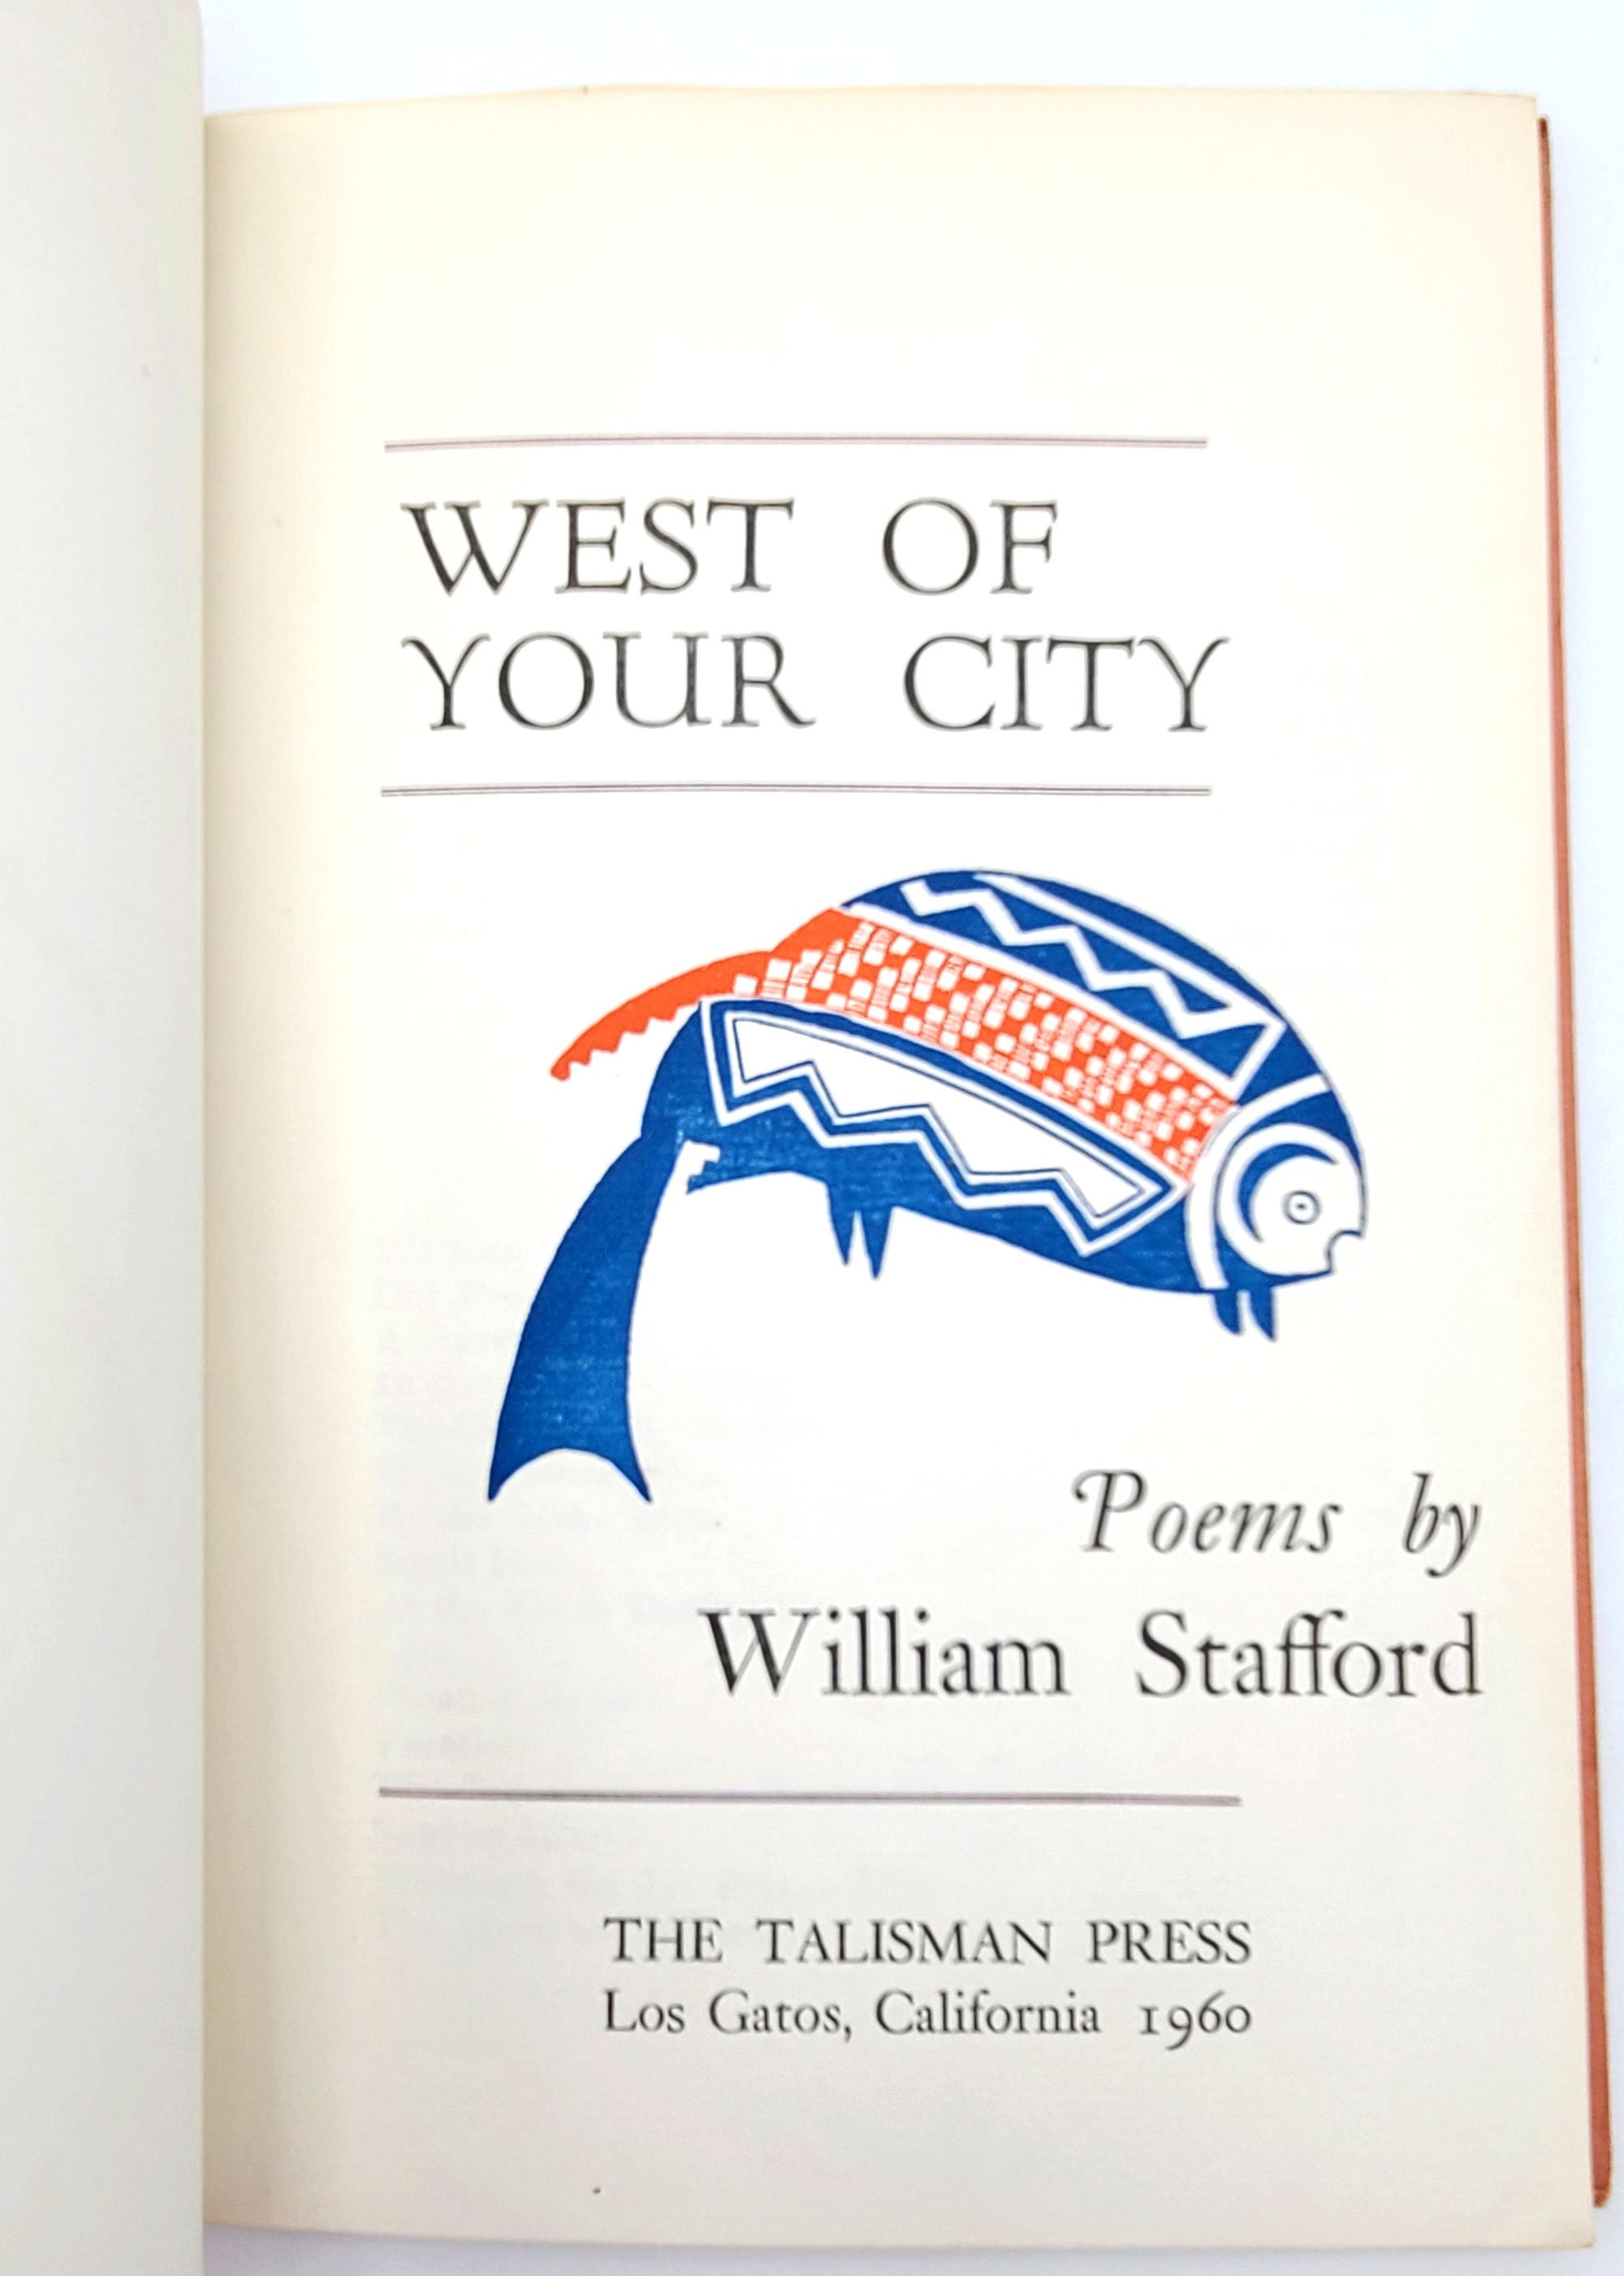 WEST OF
YOUR CITY
Poems by
William Stafford
THE TALISMAN PRESS
Los Gatos, California 1960